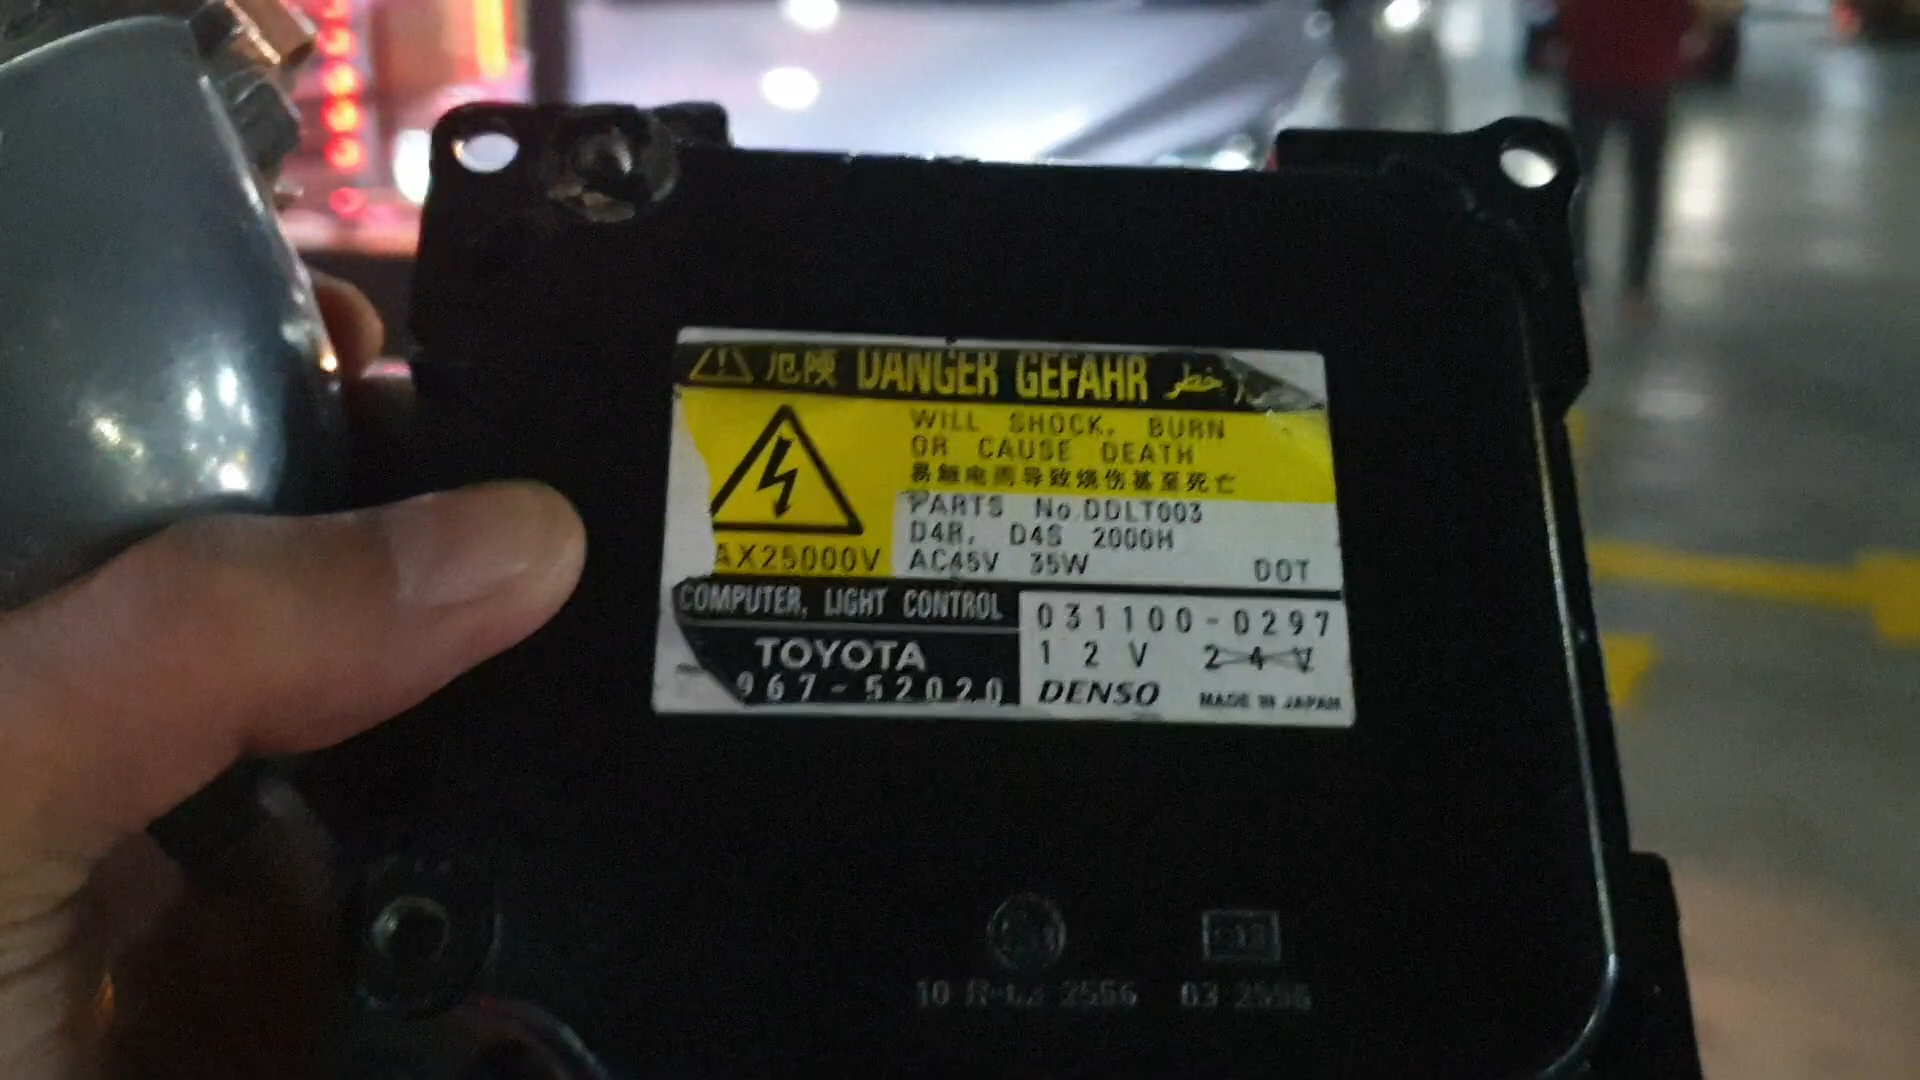 危険 DANGER GEFAHR خطر
WILL SHOCK, BURN
OR CAUSE DEATH
易触电而导致烧伤甚至死亡
PARTS No.DDLT003
D4R, D4S 2000H
AC45V 35W DOT
AX25000V
COMPUTER, LIGHT CONTROL
TOYOTA
967-52020
031100-0297
12V 24V
DENSO MADE IN JAPAN
10 2556 03 2556